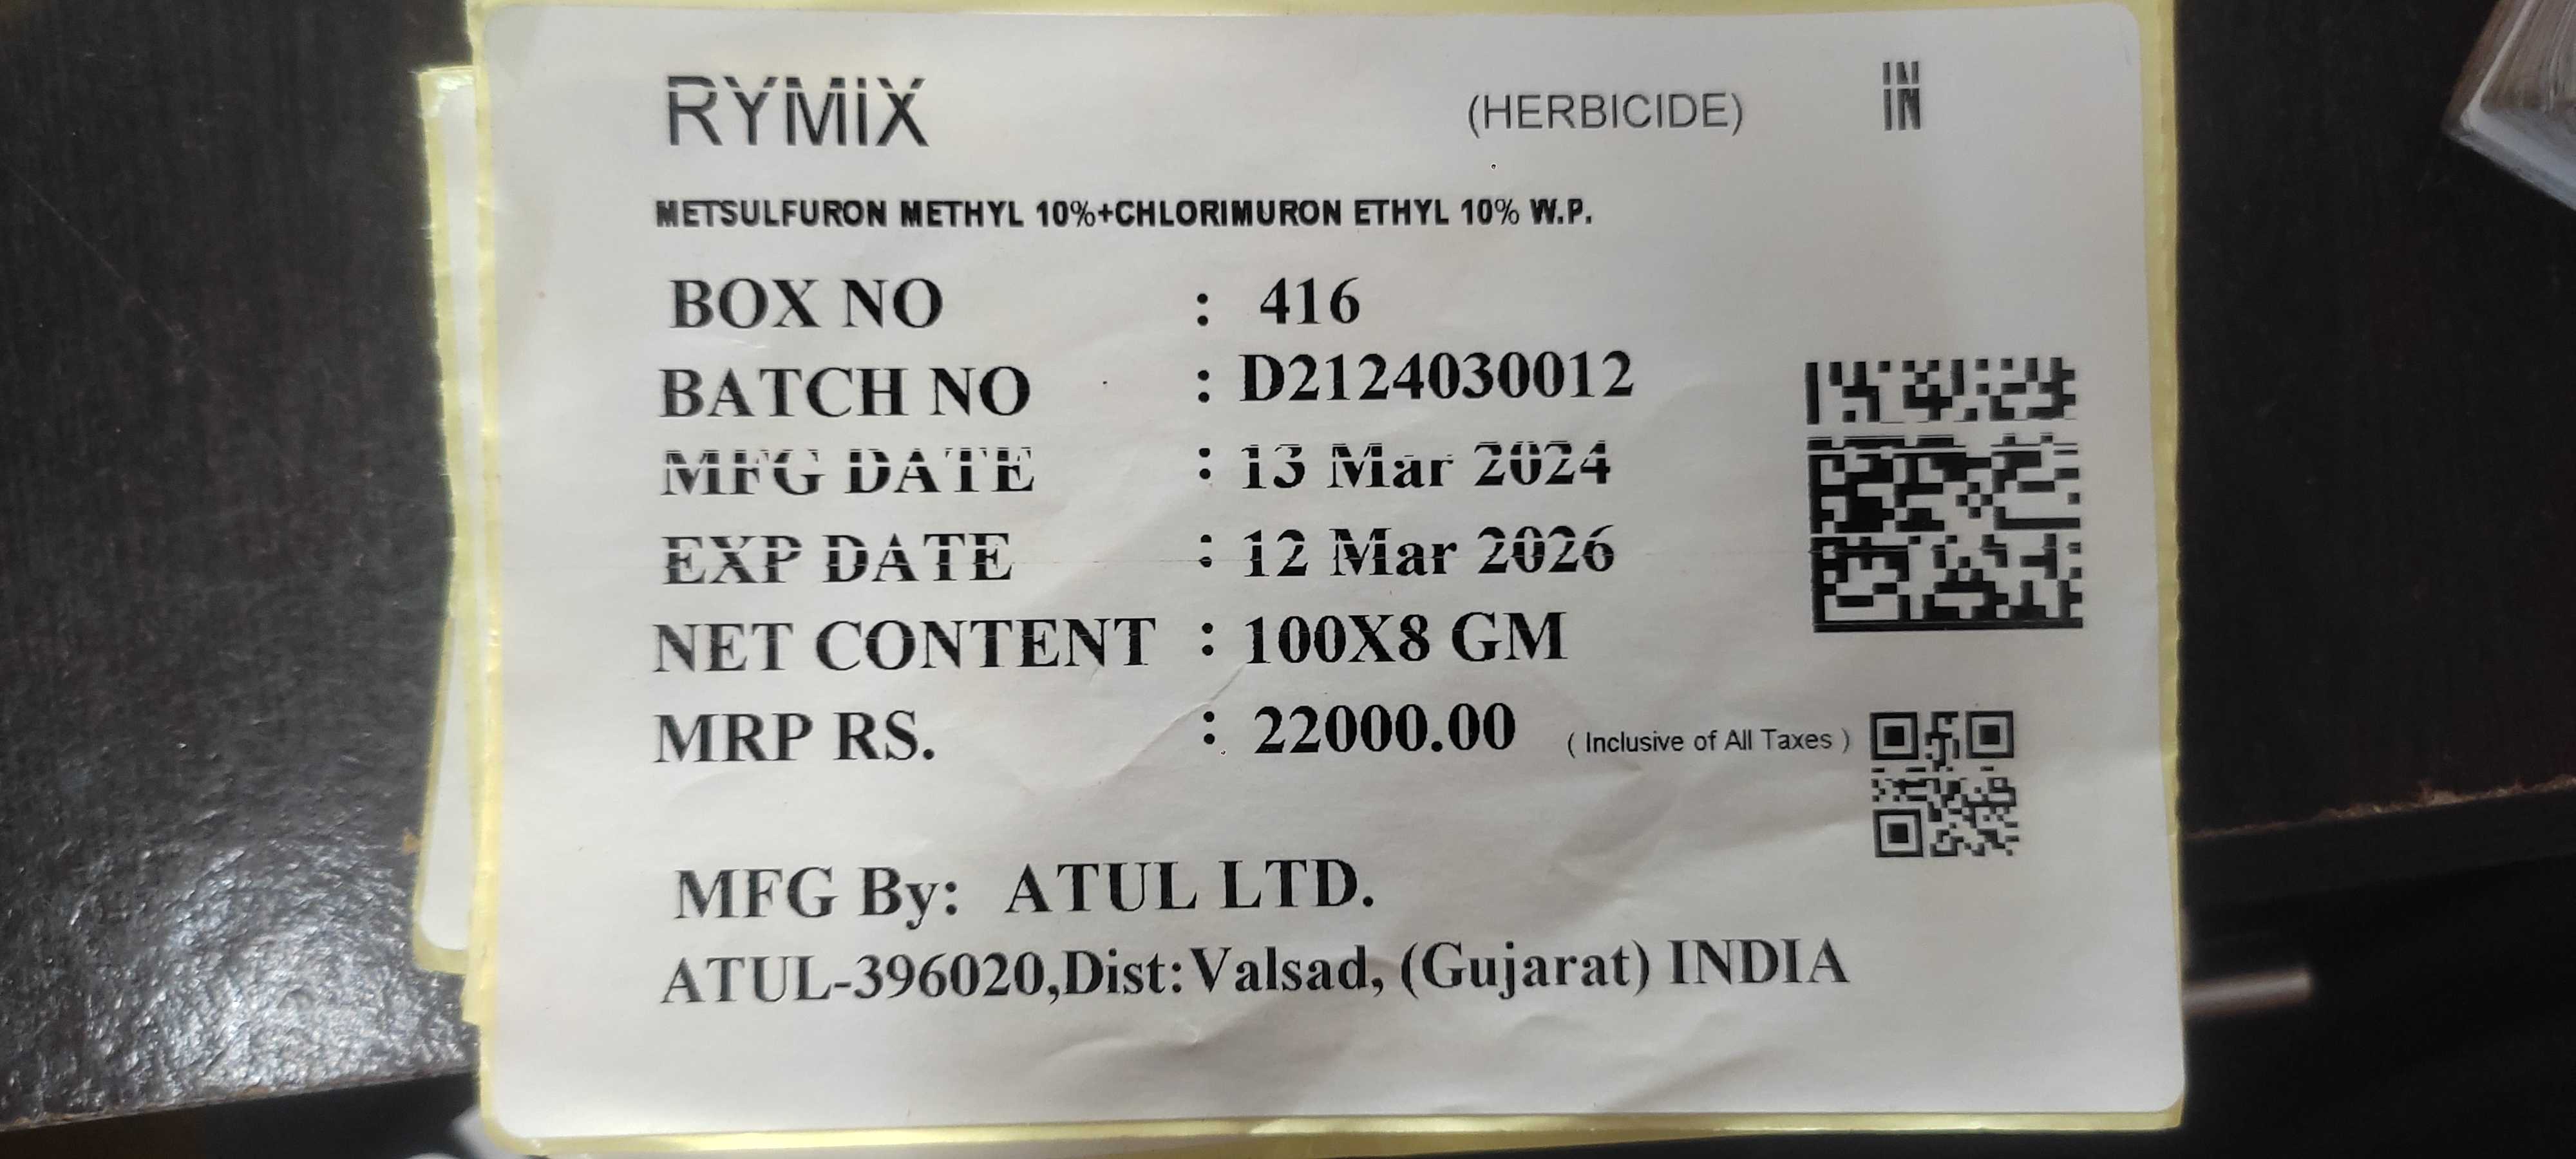 RYMiX (HERBICIDE) IN
IN
METSULFURON METHYL 10%+CHLORIMURON ETHYL 10% W.P.
BOX NO : 416
BATCH NO : D2124030012
MFG DATE : 13 Mar 2024
EXP DATE : 12 Mar 2026
NET CONTENT : 100X8 GM
MRP RS. : 22000.00 ( Inclusive of All Taxes )
MFG By: ATUL LTD.
ATUL-396020,Dist:Valsad, (Gujarat) INDIA